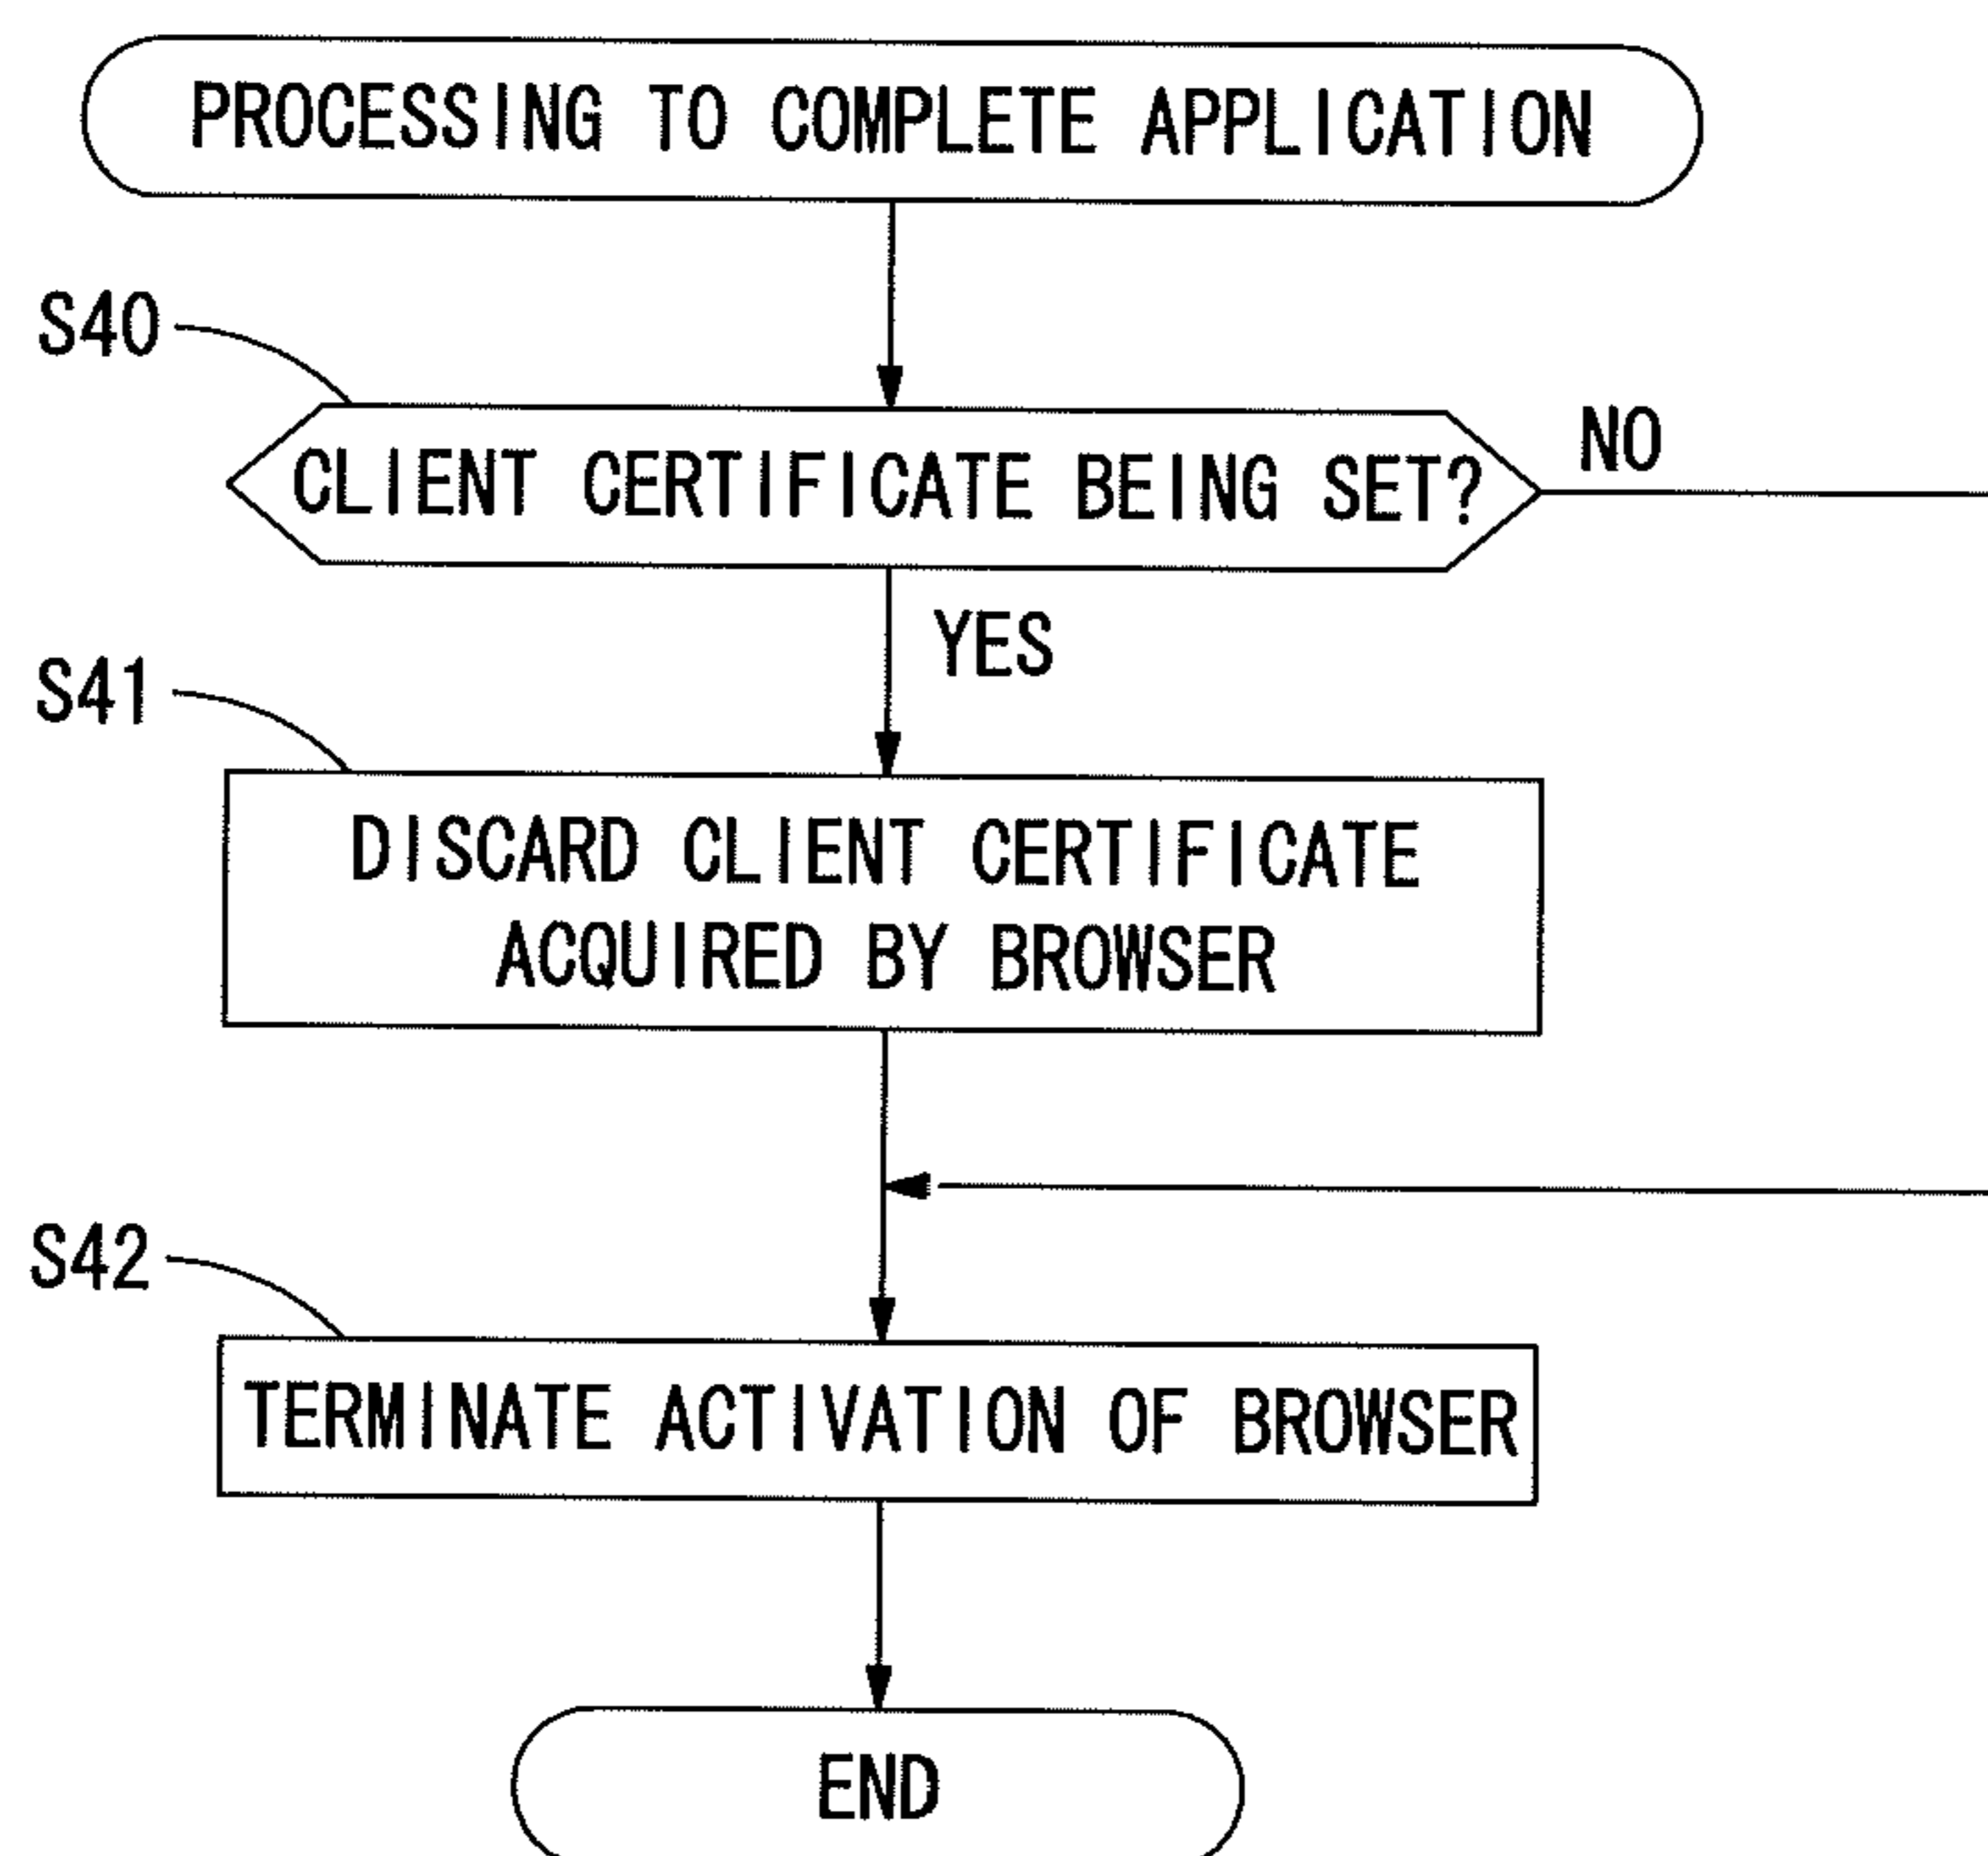 PROCESSING TO COMPLETE APPLICATION
S40
CLIENT CERTIFICATE BEING SET?
NO
YES
S41
DISCARD CLIENT CERTIFICATE
ACQUIRED BY BROWSER
S42
TERMINATE ACTIVATION OF BROWSER
END